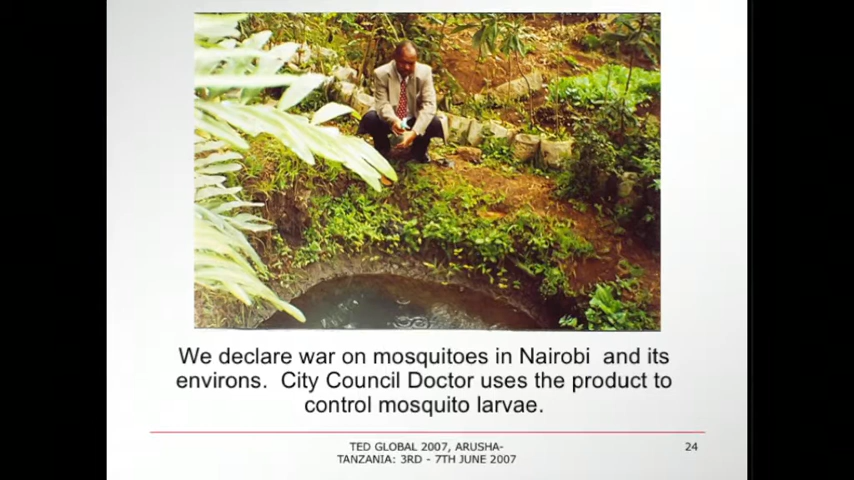 We declare war on mosquitoes in Nairobi and its
environs. City Council Doctor uses the product to
control mosquito larvae.
TED GLOBAL 2007, ARUSHA-
TANZANIA: 3RD - 7TH JUNE 2007
24